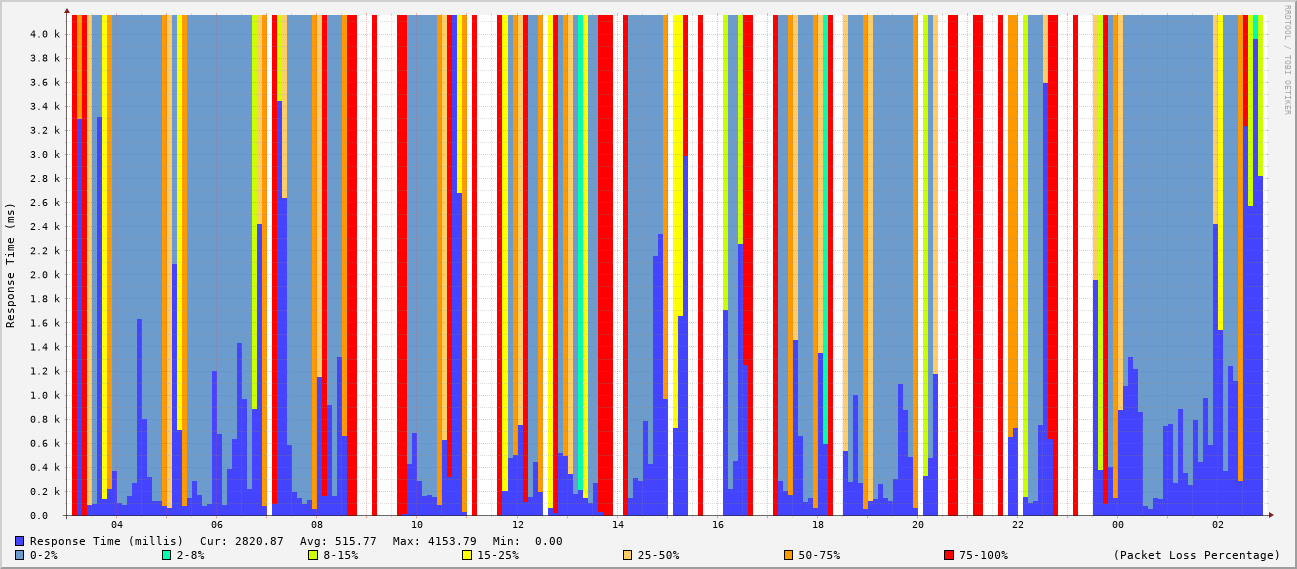 RRDTOOL / TOBI OETIKER
Response Time (ms)
4.0 k
3.8 k
3.6 k
3.4 k
3.2 k
3.0 k
2.8 k
2.6 k
2.4 k
2.2 k
2.0 k
1.8 k
1.6 k
1.4 k
1.2 k
1.0 k
0.8 k
0.6 k
0.4 k
0.2 k
0.0
04 06 08 10 12 14 16 18 20 22 00 02
Response Time (millis) Cur: 2820.87 Avg: 515.77 Max: 4153.79 Min: 0.00
0-2% 2-8% 8-15% 15-25% 25-50% 50-75% 75-100% (Packet Loss Percentage)